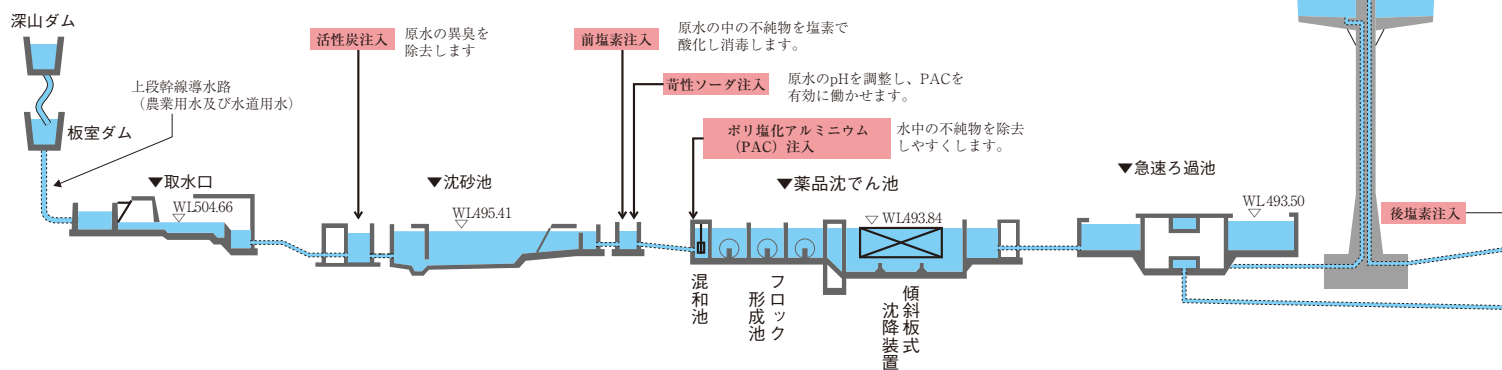 深山ダム
上段幹線導水路
（農業用水及び水道用水）
板室ダム
▼取水口
WL504.66
活性炭注入
原水の異臭を
除去します
▼沈砂池
WL495.41
前塩素注入
原水の中の不純物を塩素で
酸化し消毒します。
苛性ソーダ注入
原水のpHを調整し、PACを
有効に働かせます。
ポリ塩化アルミニウム
（PAC）注入
水中の不純物を除去
しやすくします。
▼薬品沈でん池
WL493.84
混和池
フロック
形成池
傾斜板式
沈降装置
▼急速ろ過池
WL493.50
後塩素注入